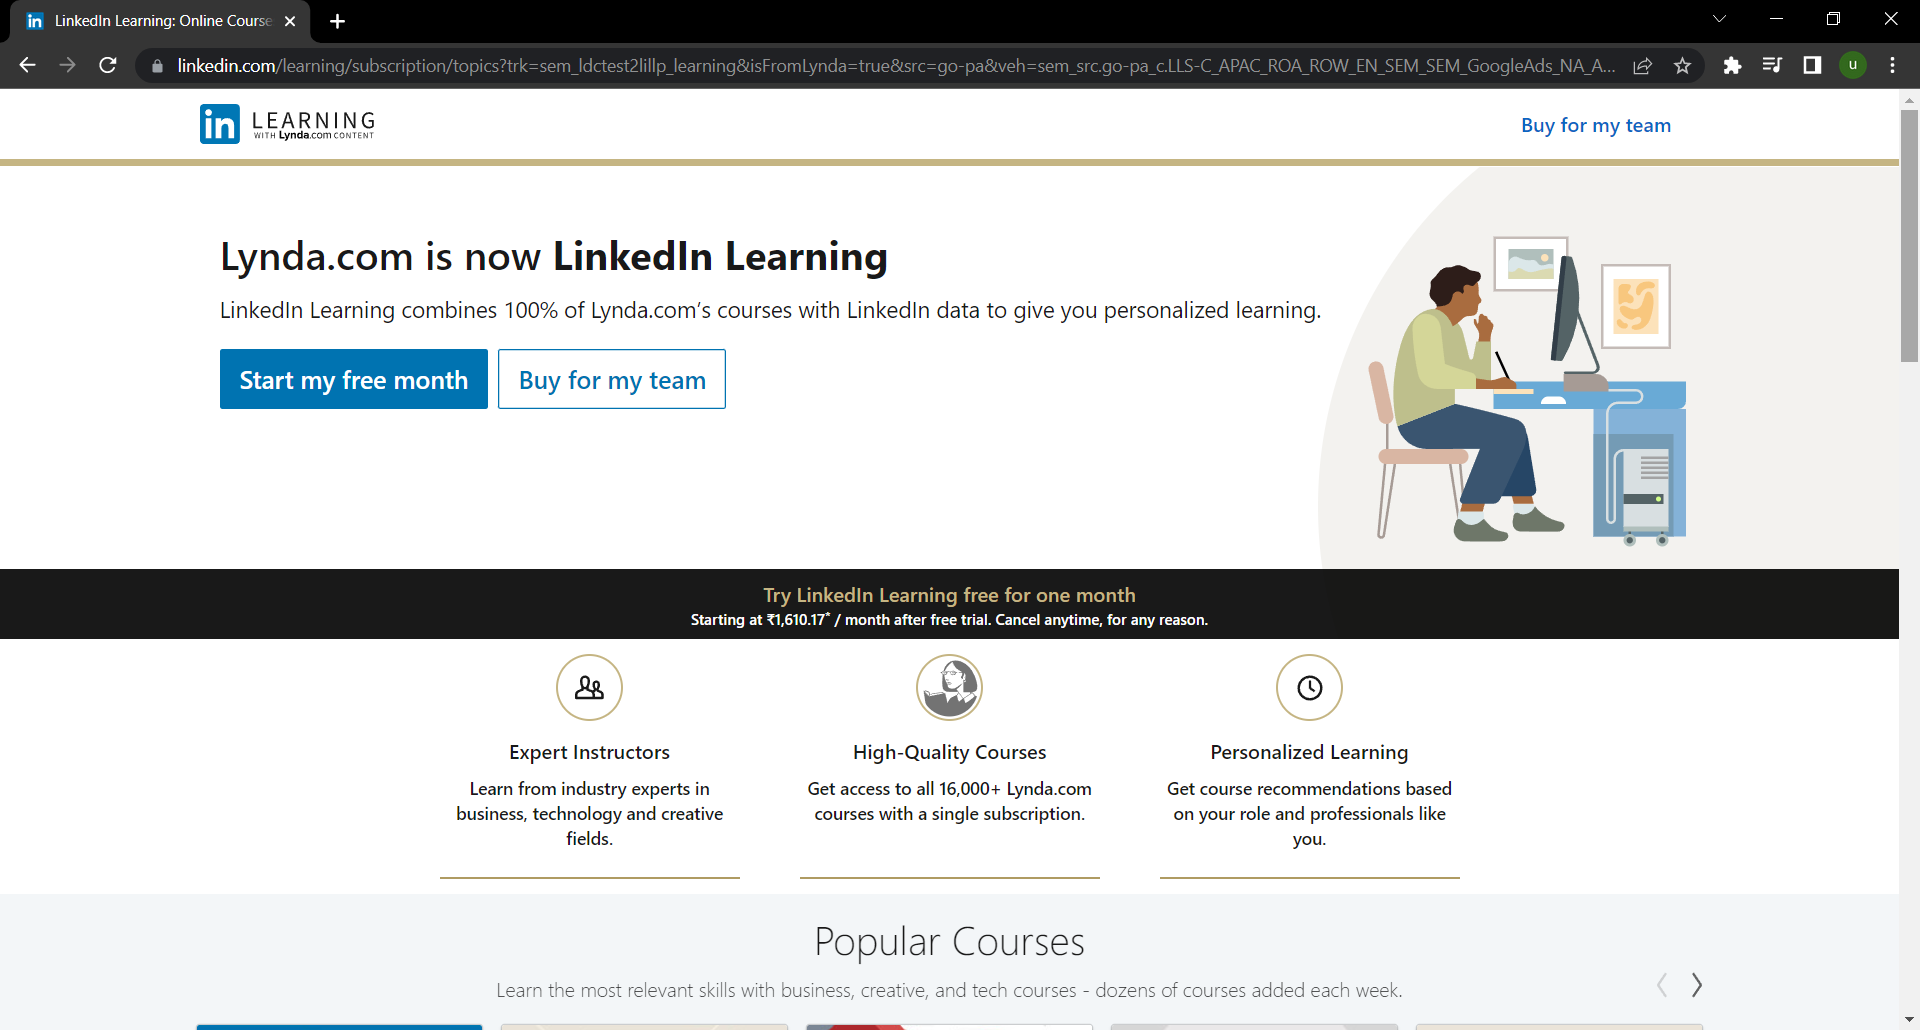 LinkedIn Learning: Online Course
linkedin.com/learning/subscription/topics?trk=sem_ldctest2lillp_learning&isFromLynda=true&src=go-pa&veh=sem_src.go-pa_c.LLS-C_APAC_ROA_ROW_EN_SEM_SEM_GoogleAds_NA_A...
u
in LEARNING
WITH Lynda.com CONTENT
Buy for my team
Lynda.com is now LinkedIn Learning
LinkedIn Learning combines 100% of Lynda.com’s courses with LinkedIn data to give you personalized learning.
Start my free month
Buy for my team
Try LinkedIn Learning free for one month
Starting at ₹1,610.17* / month after free trial. Cancel anytime, for any reason.
Expert Instructors
Learn from industry experts in
business, technology and creative
fields.
High-Quality Courses
Get access to all 16,000+ Lynda.com
courses with a single subscription.
Personalized Learning
Get course recommendations based
on your role and professionals like
you.
Popular Courses
Learn the most relevant skills with business, creative, and tech courses - dozens of courses added each week.